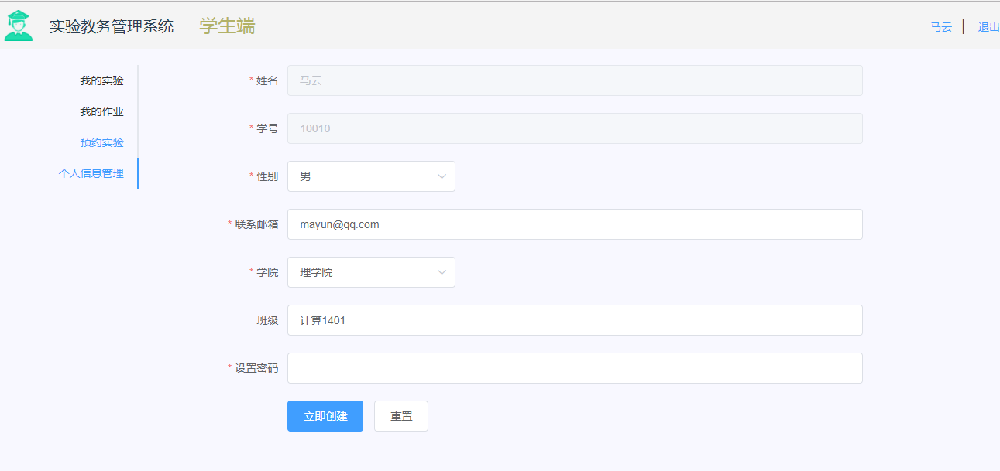 实验教务管理系统 学生端
马云 | 退出
我的实验
我的作业
预约实验
个人信息管理
* 姓名 马云
* 学号 10010
* 性别 男
* 联系邮箱 mayun@qq.com
* 学院 理学院
班级 计算1401
* 设置密码
立即创建 重置